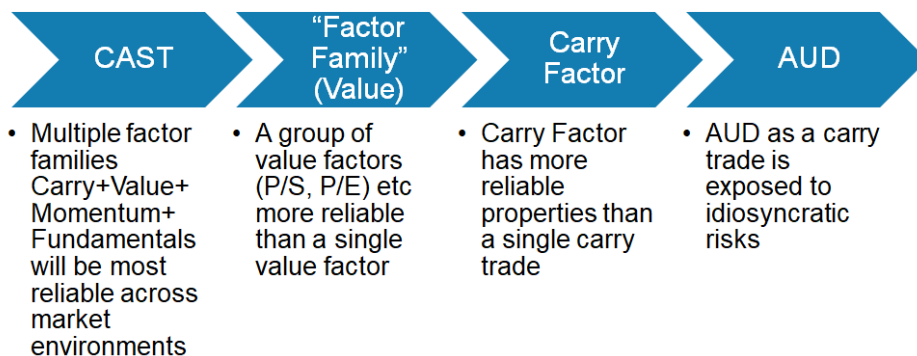 CAST
"Factor
Family"
(Value)
Carry
Factor
AUD
• Multiple factor
families
Carry+Value+
Momentum+
Fundamentals
will be most
reliable across
market
environments
• A group of
value factors
(P/S, P/E) etc
more reliable
than a single
value factor
• Carry Factor
has more
reliable
properties than
a single carry
trade
• AUD as a carry
trade is
exposed to
idiosyncratic
risks